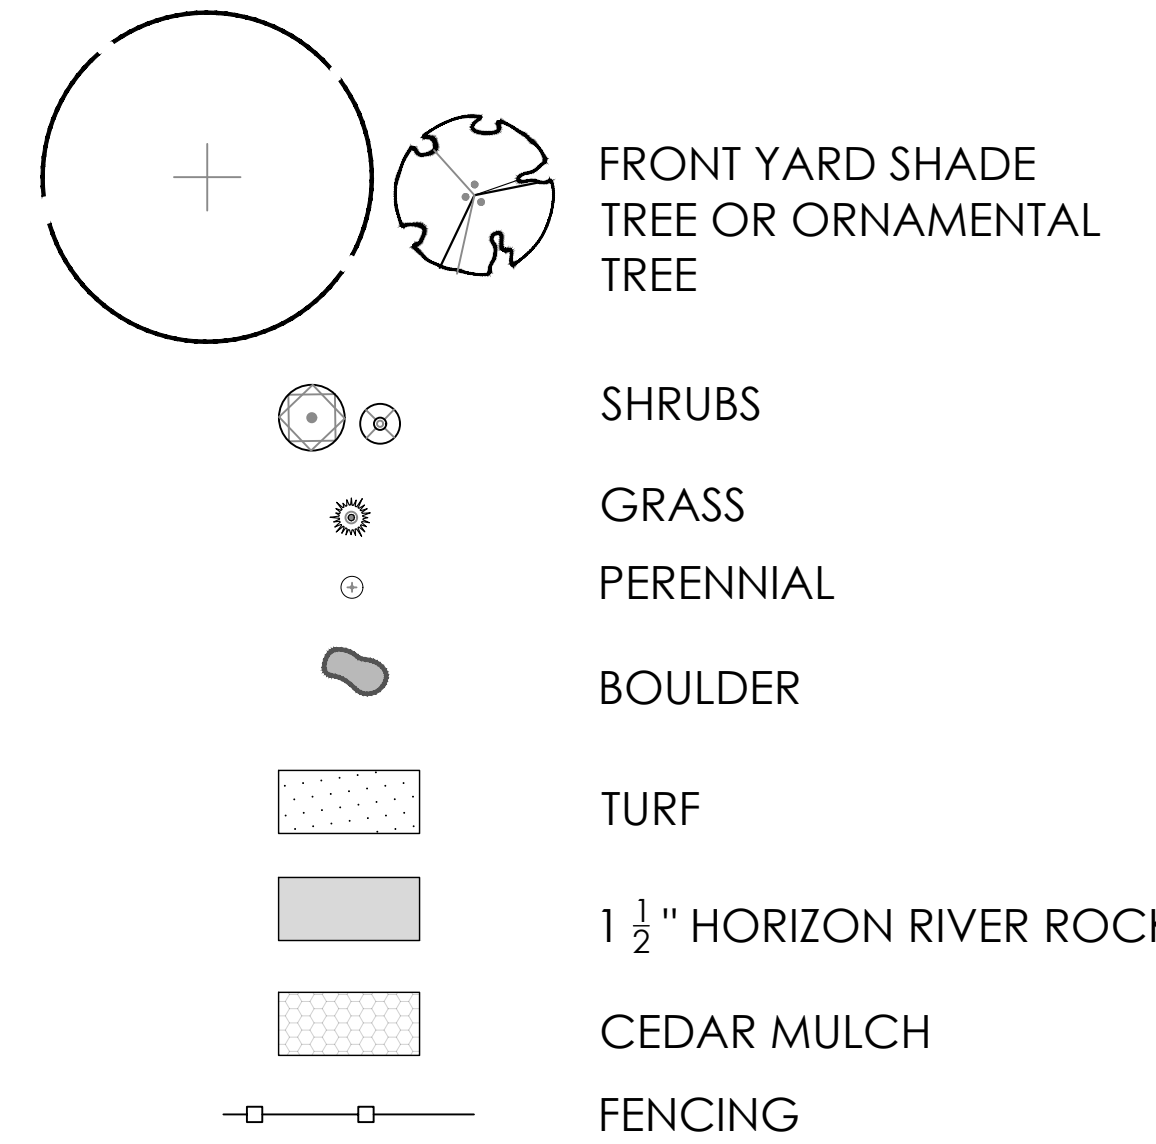 FRONT YARD SHADE
TREE OR ORNAMENTAL
TREE
SHRUBS
GRASS
PERENNIAL
BOULDER
TURF
1 1/2" HORIZON RIVER ROC
CEDAR MULCH
FENCING